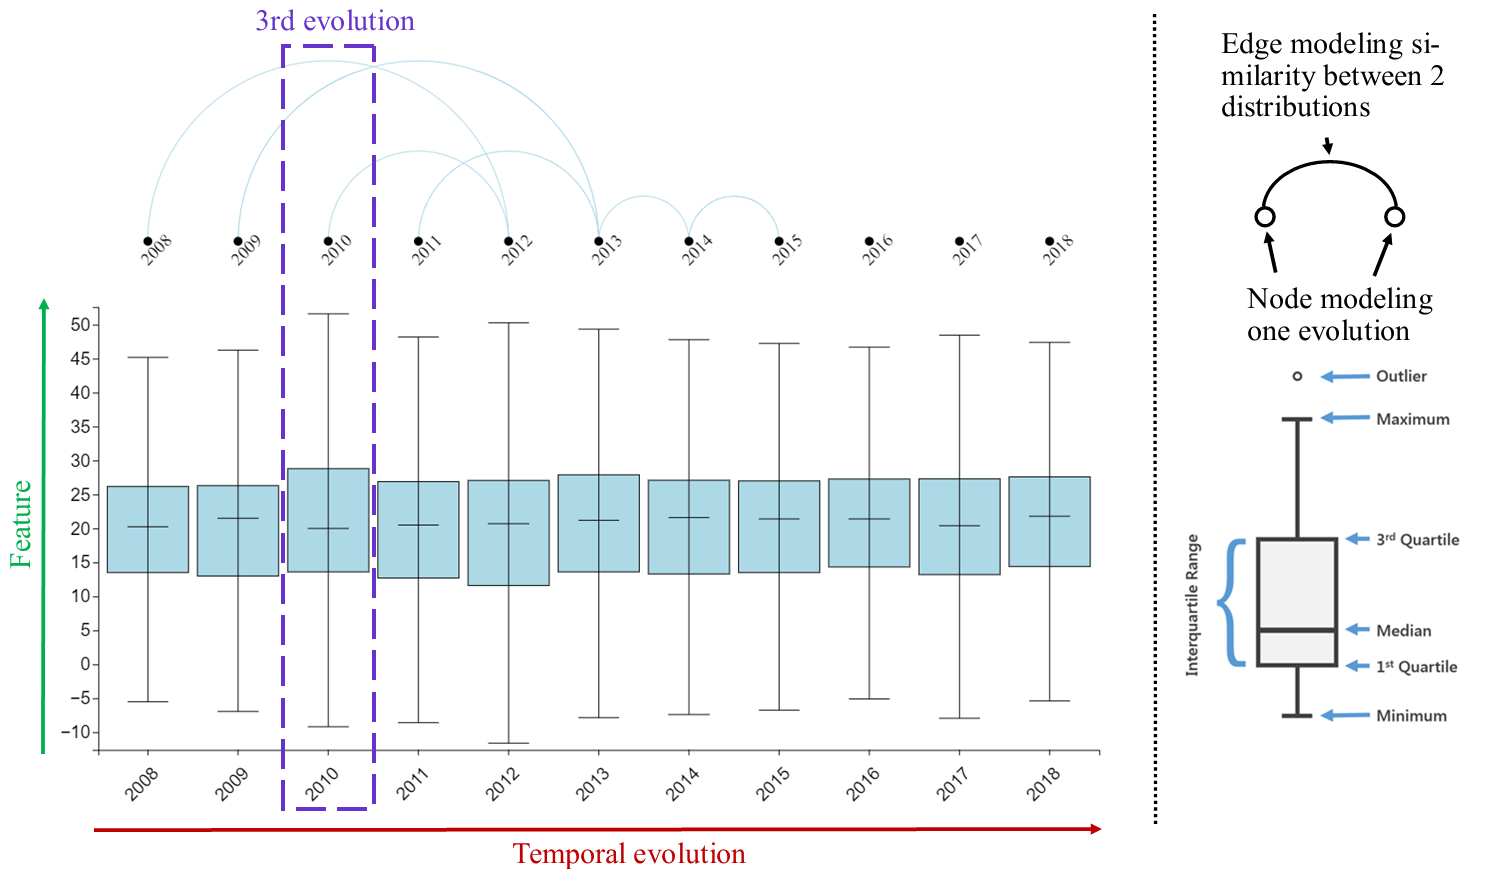 3rd evolution
2008
2009
2010
2011
2012
2013
2014
2015
2016
2017
2018
50
45
40
35
30
25
20
15
10
5
0
−5
−10
Feature
2008
2009
2010
2011
2012
2013
2014
2015
2016
2017
2018
Temporal evolution
Edge modeling si-
milarity between 2
distributions
Node modeling
one evolution
Outlier
Maximum
3rd Quartile
Interquartile Range
Median
1st Quartile
Minimum